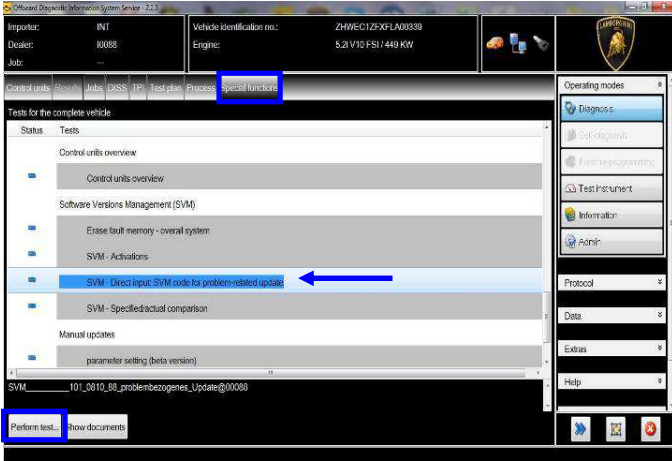 Offboard Diagnostic Information System Service - 2.2.3
Importer: INT Vehicle identification no.: ZHWEC1ZFXFLA00339
Dealer: I0088 Engine: 5.2l V10 FSI / 449 KW
Job: ---
LAMBORGHINI
Control units Results Jobs DISS TPI Test plan Process Special functions
Operating modes
Tests for the complete vehicle
Diagnosis
Status Tests
Self-diagnosis
Control units overview
Flash reprogramming
Control units overview
Test instrument
Software Versions Management (SVM)
Information
Erase fault memory - overall system
Admin
SVM - Activations
SVM - Direct input: SVM code for problem-related update
Protocol
SVM - Specified/actual comparison
Data
Manual updates
Extras
parameter setting (beta version)
Help
SVM______101_0810_88_problembezogenes_Update@00088
Perform test... Show documents